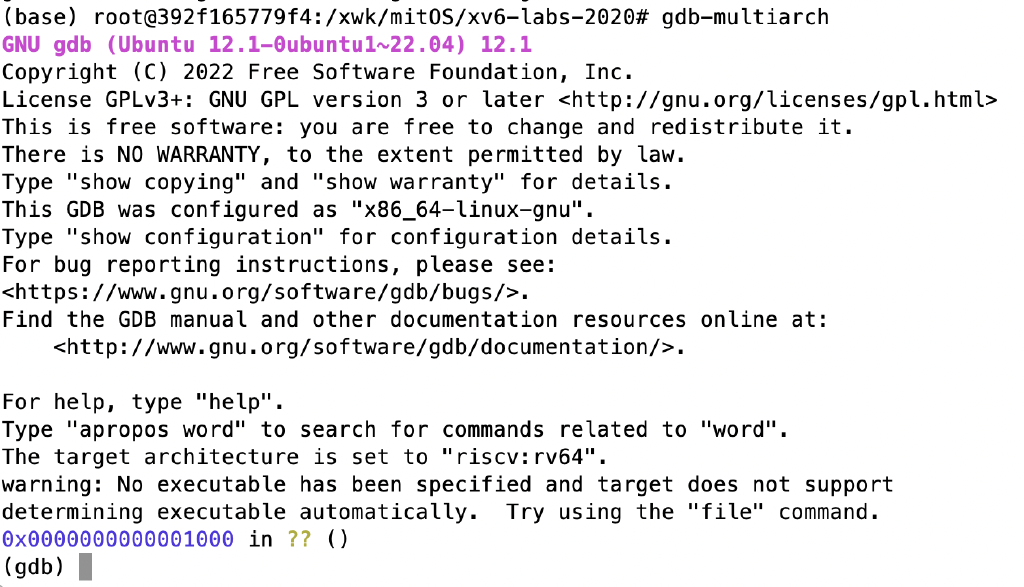 (base) root@392f165779f4:/xwk/mitOS/xv6-labs-2020# gdb-multiarch
GNU gdb (Ubuntu 12.1-0ubuntu1~22.04) 12.1
Copyright (C) 2022 Free Software Foundation, Inc.
License GPLv3+: GNU GPL version 3 or later <http://gnu.org/licenses/gpl.html>
This is free software: you are free to change and redistribute it.
There is NO WARRANTY, to the extent permitted by law.
Type "show copying" and "show warranty" for details.
This GDB was configured as "x86_64-linux-gnu".
Type "show configuration" for configuration details.
For bug reporting instructions, please see:
<https://www.gnu.org/software/gdb/bugs/>.
Find the GDB manual and other documentation resources online at:
    <http://www.gnu.org/software/gdb/documentation/>.

For help, type "help".
Type "apropos word" to search for commands related to "word".
The target architecture is set to "riscv:rv64".
warning: No executable has been specified and target does not support
determining executable automatically.  Try using the "file" command.
0x0000000000001000 in ?? ()
(gdb)